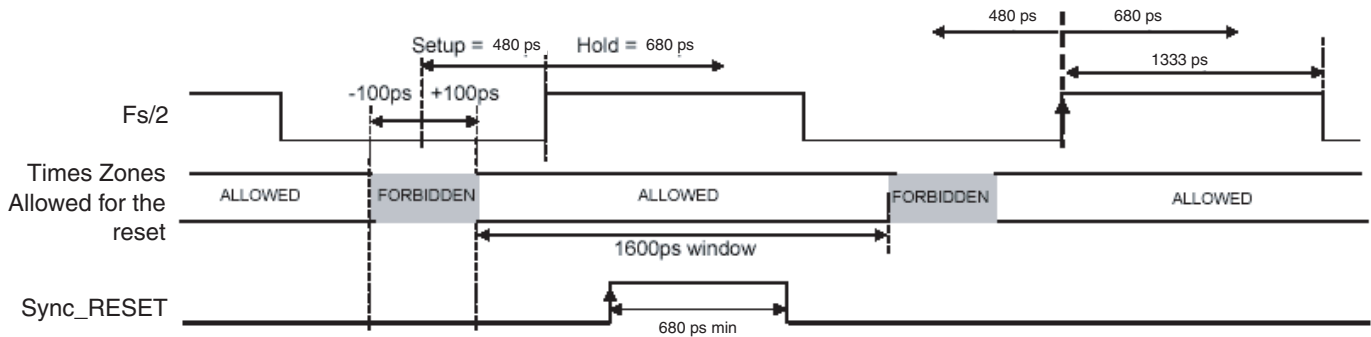 480 ps 680 ps
Setup = 480 ps Hold = 680 ps
1333 ps
-100ps +100ps
Fs/2
Times Zones
Allowed for the
reset
ALLOWED FORBIDDEN ALLOWED FORBIDDEN ALLOWED
1600ps window
Sync_RESET
680 ps min